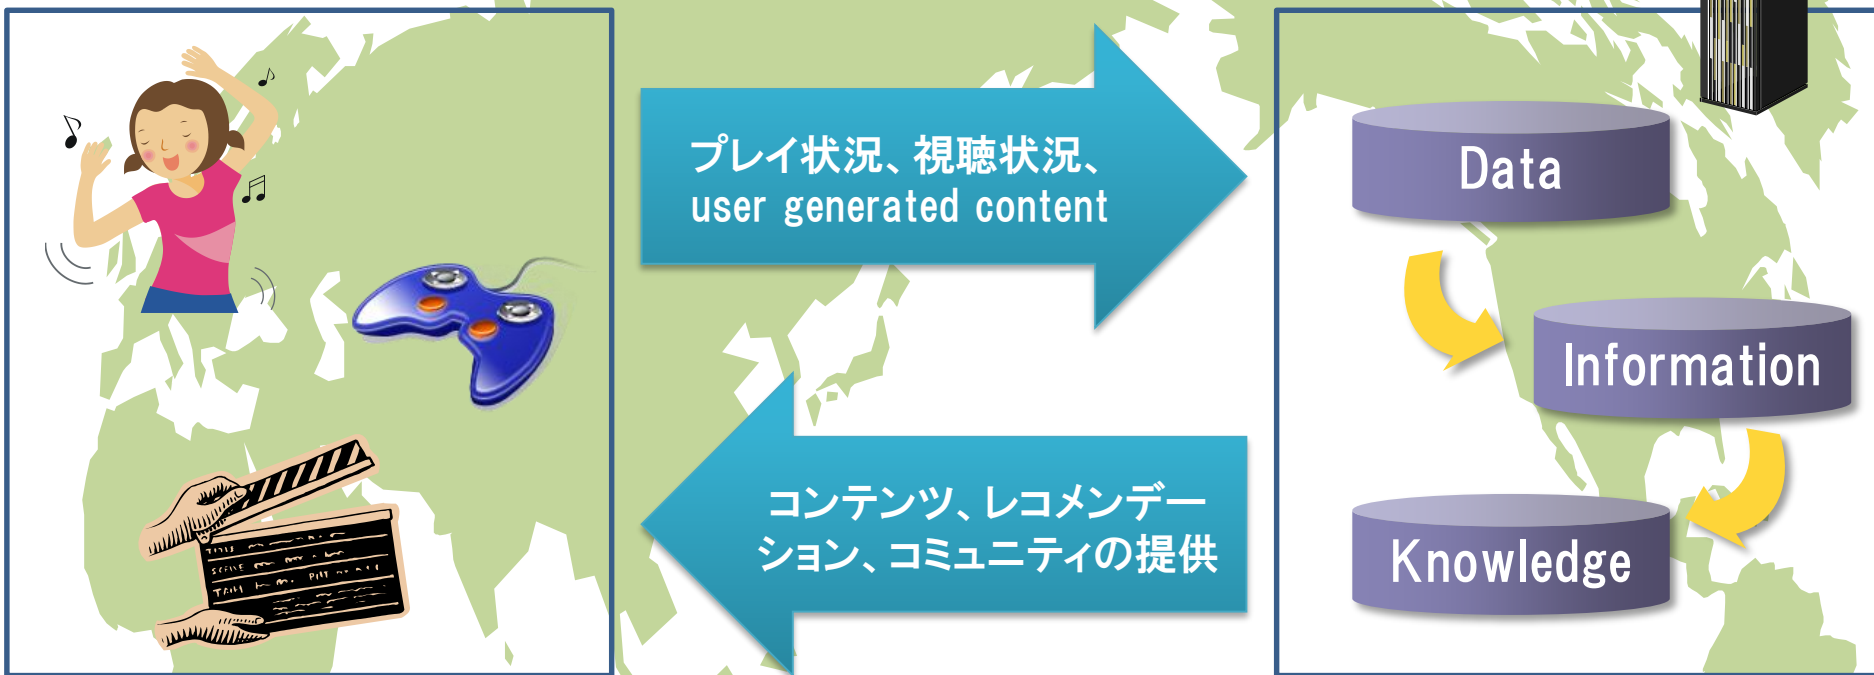 プレイ状況、視聴状況、
user generated content
コンテンツ、レコメンデー
ション、コミュニティの提供
Data
Information
Knowledge